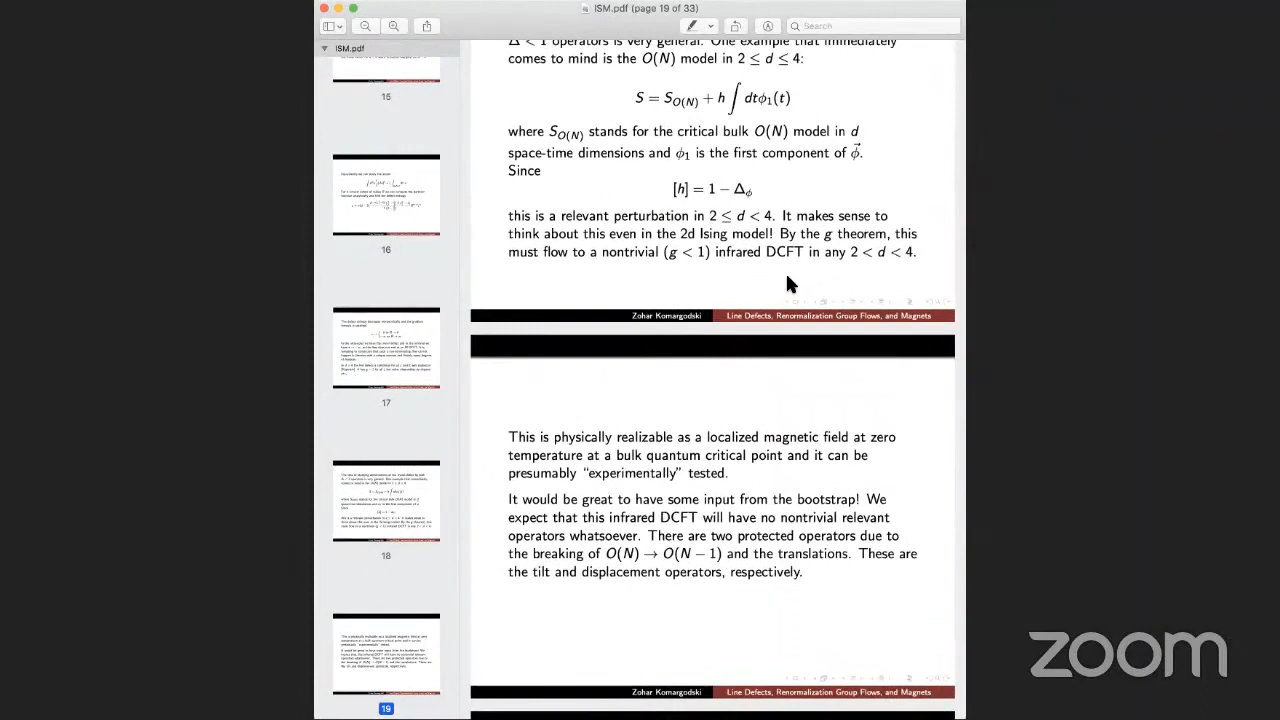 ISM.pdf (page 19 of 33)
Search
ISM.pdf
15
16
17
18
19
Δ < 1 operators is very general. One example that immediately
comes to mind is the O(N) model in 2 ≤ d ≤ 4:
S = S_{O(N)} + h ∫ dtϕ₁(t)
where S_{O(N)} stands for the critical bulk O(N) model in d
space-time dimensions and ϕ₁ is the first component of ϕ⃗.
Since
[h] = 1 − Δ_ϕ
this is a relevant perturbation in 2 ≤ d < 4. It makes sense to
think about this even in the 2d Ising model! By the g theorem, this
must flow to a nontrivial (g < 1) infrared DCFT in any 2 < d < 4.
Zohar Komargodski Line Defects, Renormalization Group Flows, and Magnets
This is physically realizable as a localized magnetic field at zero
temperature at a bulk quantum critical point and it can be
presumably “experimentally” tested.
It would be great to have some input from the bootstrap! We
expect that this infrared DCFT will have no nontrivial relevant
operators whatsoever. There are two protected operators due to
the breaking of O(N) → O(N − 1) and the translations. These are
the tilt and displacement operators, respectively.
Zohar Komargodski Line Defects, Renormalization Group Flows, and Magnets
zoom